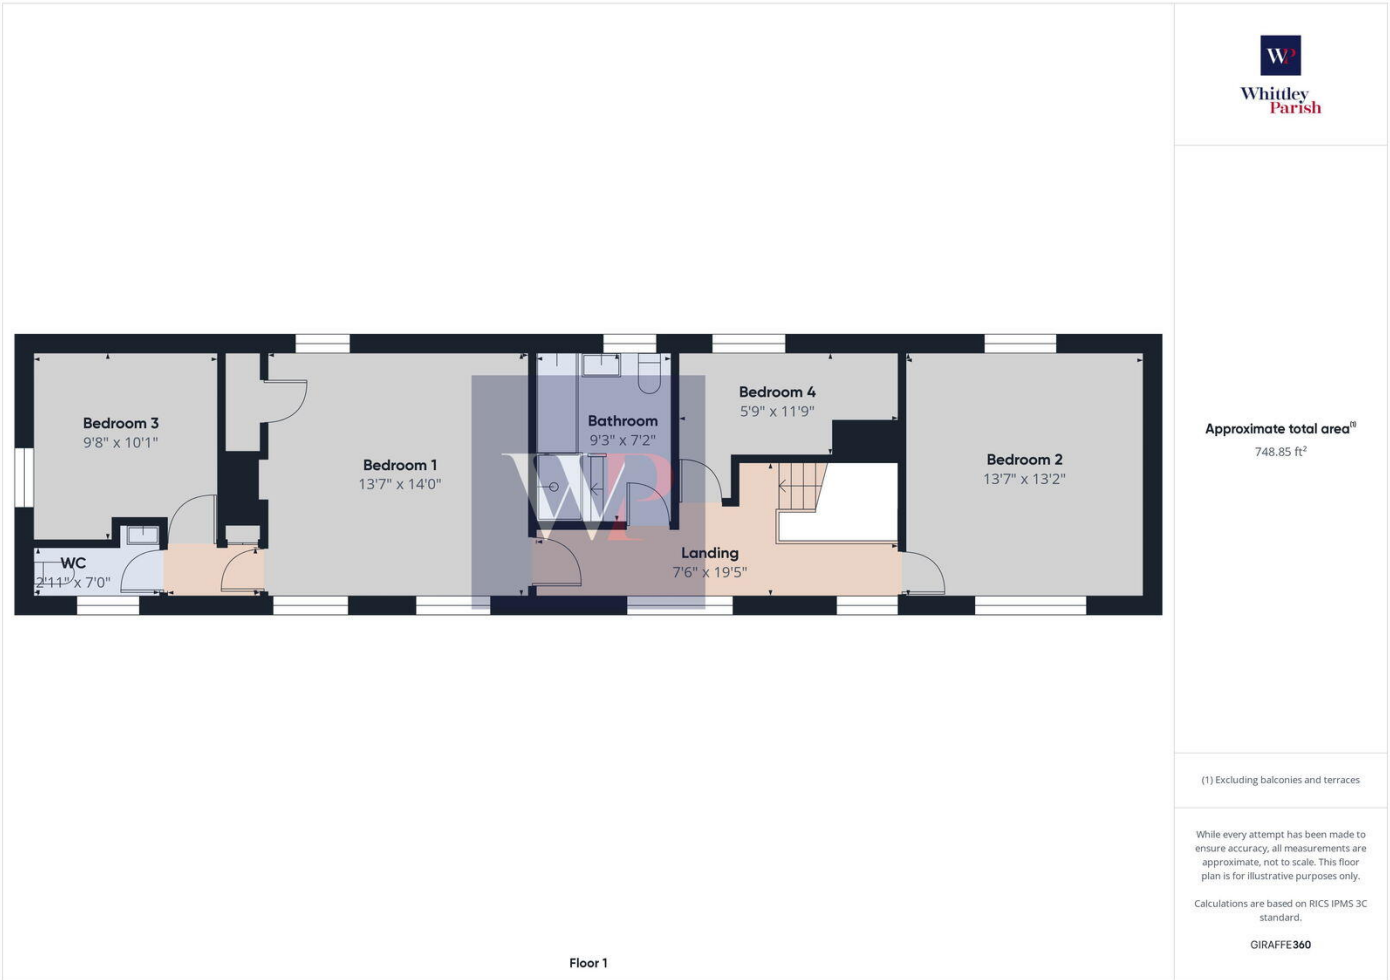 WP
Whittley
Parish
Bedroom 3
9'8" x 10'1"
Bedroom 1
13'7" x 14'0"
Bathroom
9'3" x 7'2"
Bedroom 4
5'9" x 11'9"
Bedroom 2
13'7" x 13'2"
WC
2'11" x 7'0"
Landing
7'6" x 19'5"
WP
Floor 1
Approximate total area(1)
748.85 ft²
(1) Excluding balconies and terraces
While every attempt has been made to
ensure accuracy, all measurements are
approximate, not to scale. This floor
plan is for illustrative purposes only.
Calculations are based on RICS IPMS 3C
standard.
GIRAFFE360